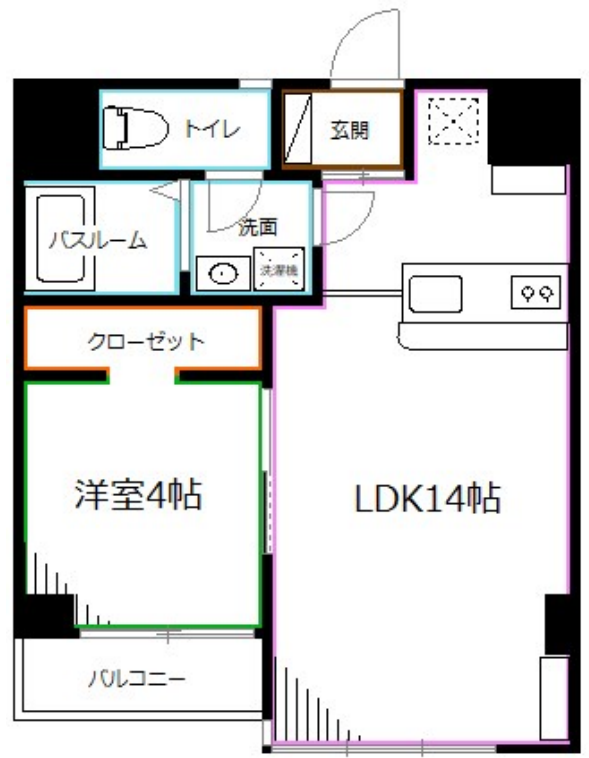 トイレ
玄関
バスルーム
洗面
洗濯機
クローゼット
洋室4帖
LDK14帖
バルコニー